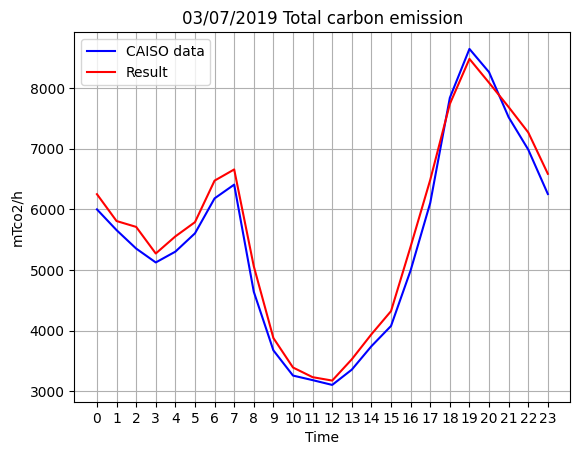 03/07/2019 Total carbon emission
CAISO data
Result
mTco2/h
8000
7000
6000
5000
4000
3000
0 1 2 3 4 5 6 7 8 9 10 11 12 13 14 15 16 17 18 19 20 21 22 23
Time